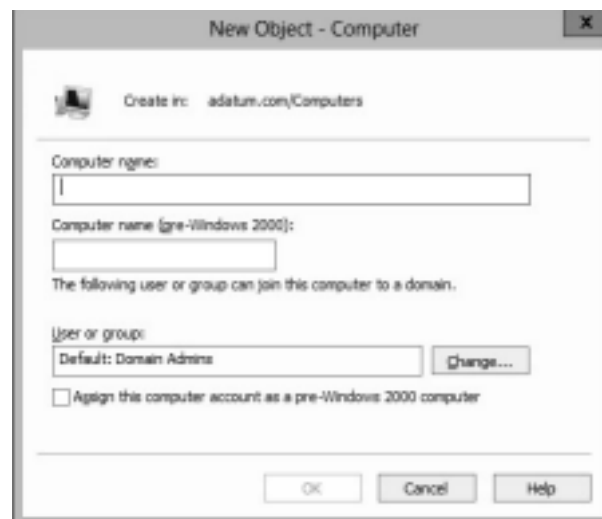 New Object - Computer
x
Create in: adatum.com/Computers
Computer name:
Computer name (pre-Windows 2000):
The following user or group can join this computer to a domain.
User or group:
Default: Domain Admins
Change...
Assign this computer account as a pre-Windows 2000 computer
OK
Cancel
Help